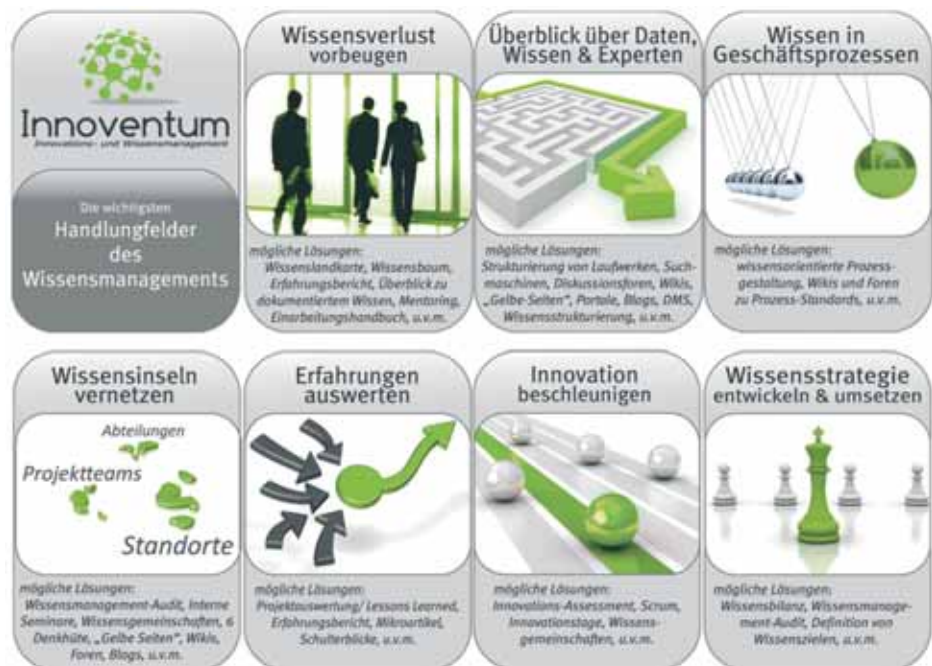 Innoventum
Innovations- und Wissensmanagement
Die wichtigsten
Handlungfelder
des
Wissensmanagements
Wissensverlust
vorbeugen
mögliche Lösungen:
Wissenslandkarte, Wissensbaum,
Erfahrungsbericht, Überblick zu
dokumentiertem Wissen, Mentoring,
Einarbeitungshandbuch, u.v.m.
Überblick über Daten,
Wissen & Experten
mögliche Lösungen:
Strukturierung von Laufwerken, Such-
maschinen, Diskussionsforen, Wikis,
„Gelbe-Seiten“, Portale, Blogs, DMS,
Wissensstrukturierung, u.v.m.
Wissen in
Geschäftsprozessen
mögliche Lösungen:
wissensorientierte Prozess-
gestaltung, Wikis und Foren
zu Prozess-Standards, u.v.m.
Wissensinseln
vernetzen
Abteilungen
Projektteams
Standorte
mögliche Lösungen:
Wissensmanagement-Audit, Interne
Seminare, Wissensgemeinschaften, 6
Denkhüte, „Gelbe Seiten“, Wikis,
Foren, Blogs, u.v.m.
Erfahrungen
auswerten
mögliche Lösungen:
Projektauswertung/ Lessons Learned,
Erfahrungsbericht, Mikroartikel,
Schulterblicke, u.v.m.
Innovation
beschleunigen
mögliche Lösungen:
Innovations-Assessment, Scrum,
Innovationstage, Wissens-
gemeinschaften, u.v.m.
Wissensstrategie
entwickeln & umsetzen
mögliche Lösungen:
Wissensbilanz, Wissensmanage-
ment-Audit, Definition von
Wissenszielen, u.v.m.